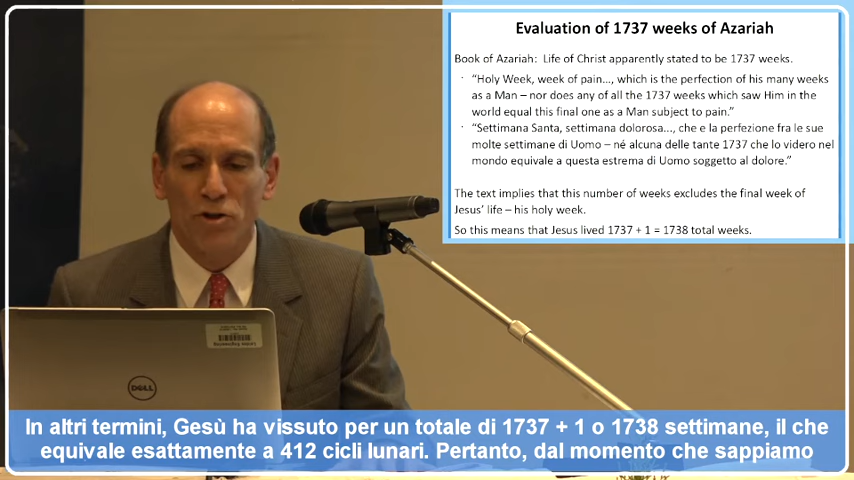 Evaluation of 1737 weeks of Azariah
Book of Azariah: Life of Christ apparently stated to be 1737 weeks.
· “Holy Week, week of pain..., which is the perfection of his many weeks
as a Man – nor does any of all the 1737 weeks which saw Him in the
world equal this final one as a Man subject to pain.”
· “Settimana Santa, settimana dolorosa..., che e la perfezione fra le sue
molte settimane di Uomo – né alcuna delle tante 1737 che lo videro nel
mondo equivale a questa estrema di Uomo soggetto al dolore.”
The text implies that this number of weeks excludes the final week of
Jesus’ life – his holy week.
So this means that Jesus lived 1737 + 1 = 1738 total weeks.
DELL
In altri termini, Gesù ha vissuto per un totale di 1737 + 1 o 1738 settimane, il che
equivale esattamente a 412 cicli lunari. Pertanto, dal momento che sappiamo